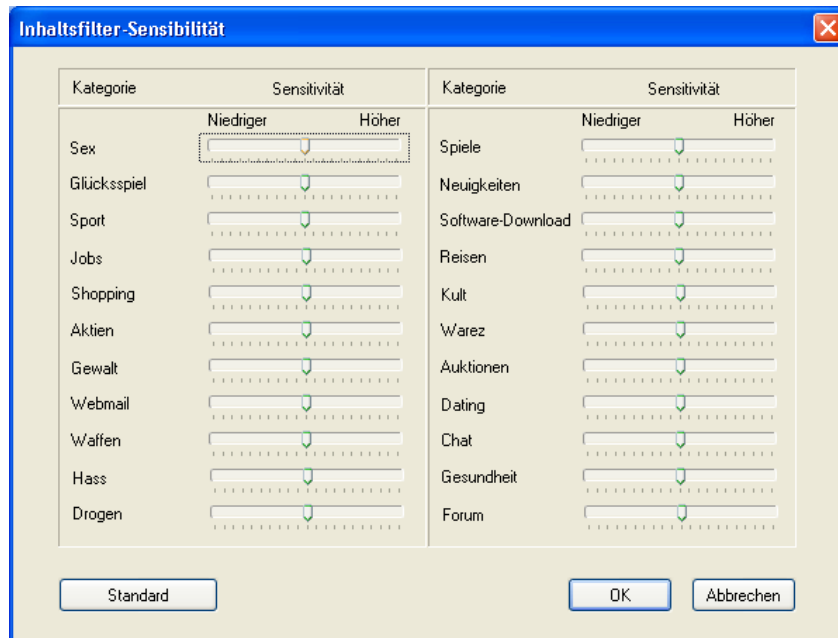 Inhaltsfilter-Sensibilität
Kategorie Sensitivität Kategorie Sensitivität
Niedriger Höher Niedriger Höher
Sex Spiele
Glücksspiel Neuigkeiten
Sport Software-Download
Jobs Reisen
Shopping Kult
Aktien Warez
Gewalt Auktionen
Webmail Dating
Waffen Chat
Hass Gesundheit
Drogen Forum
Standard OK Abbrechen